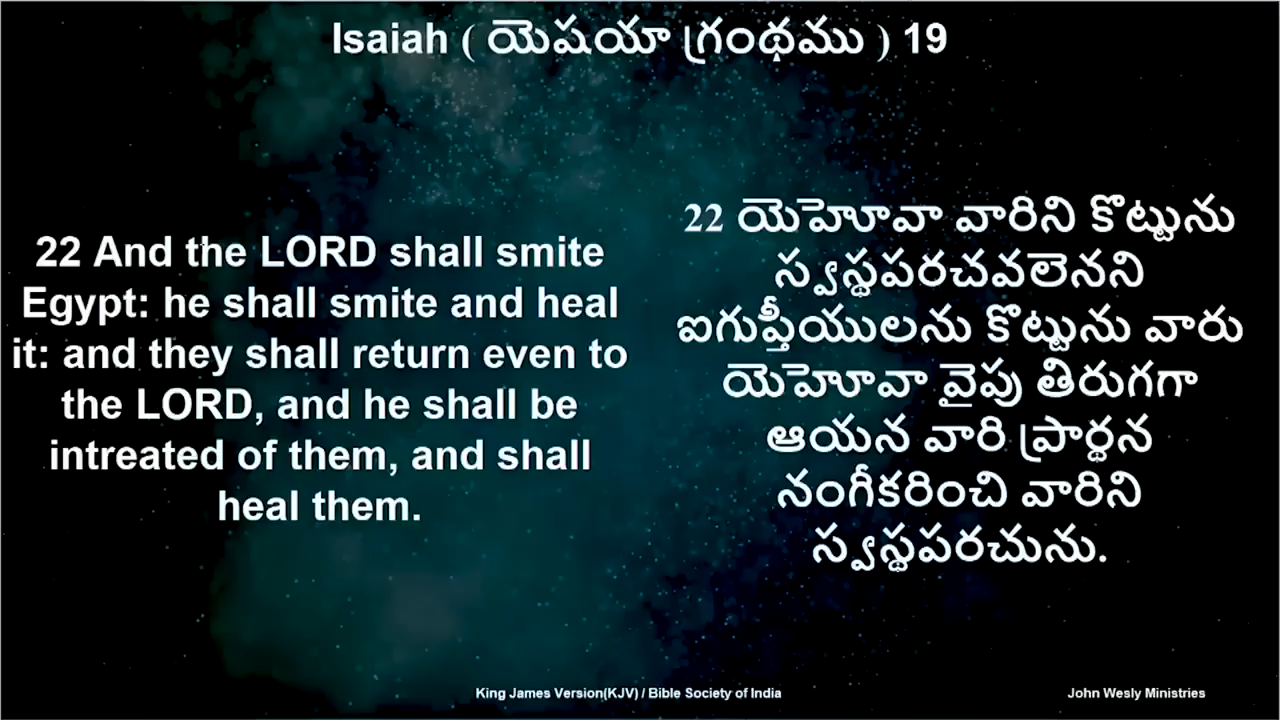 Isaiah ( యెషయా గ్రంథము ) 19
22 And the LORD shall smite
Egypt: he shall smite and heal
it: and they shall return even to
the LORD, and he shall be
intreated of them, and shall
heal them.
22 యెహోవా వారిని కొట్టును
స్వస్థపరచవలెనని
ఐగుప్తీయులను కొట్టును వారు
యెహోవా వైపు తిరుగగా
ఆయన వారి ప్రార్థన
నంగీకరించి వారిని
స్వస్థపరచును.
King James Version(KJV) / Bible Society of India
John Wesly Ministries